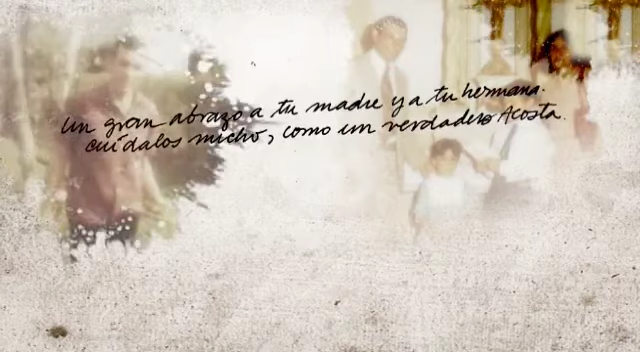 Un gran abrazo a tu madre y a tu hermana.
cuídalos mucho, como un verdadero Acosta.